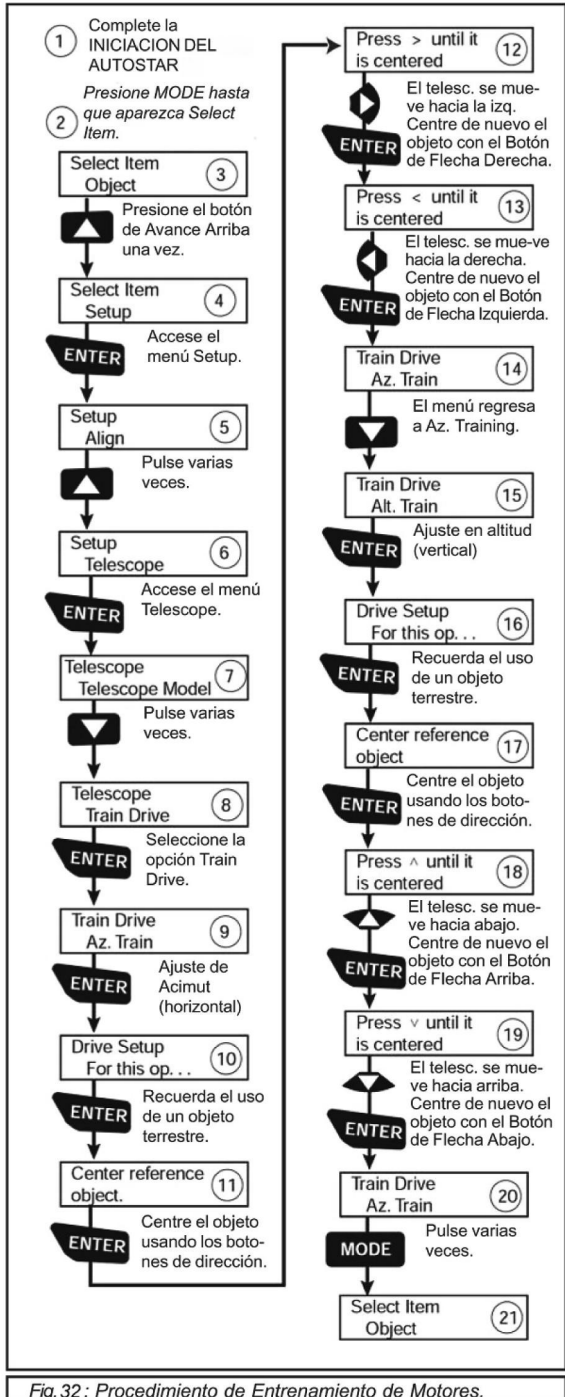 1 Complete la
INICIACION DEL
AUTOSTAR
2 Presione MODE hasta
que aparezca Select
Item.
Select Item
Object 3
Presione el botón
de Avance Arriba
una vez.
Select Item
Setup 4
ENTER
Accese el
menú Setup.
Setup
Align 5
Pulse varias
veces.
Setup
Telescope 6
ENTER
Accese el menú
Telescope.
Telescope
Telescope Model 7
Pulse varias
veces.
Telescope
Train Drive 8
ENTER
Seleccione la
opción Train
Drive.
Train Drive
Az. Train 9
ENTER
Ajuste de
Acimut
(horizontal)
Drive Setup
For this op. . . 10
ENTER
Recuerda el uso
de un objeto
terrestre.
Center reference
object. 11
ENTER
Centre el objeto
usando los boto-
nes de dirección.
Press > until it
is centered 12
ENTER
El telesc. se mue-
ve hacia la izq.
Centre de nuevo el
objeto con el Botón
de Flecha Derecha.
Press < until it
is centered 13
ENTER
El telesc. se mue-ve
hacia la derecha.
Centre de nuevo el
objeto con el Botón
de Flecha Izquierda.
Train Drive
Az. Train 14
El menú regresa
a Az. Training.
Train Drive
Alt. Train 15
ENTER
Ajuste en altitud
(vertical)
Drive Setup
For this op. . . 16
ENTER
Recuerda el uso
de un objeto
terrestre.
Center reference
object 17
ENTER
Centre el objeto
usando los boto-
nes de dirección.
Press ^ until it
is centered 18
ENTER
El telesc. se mue-
ve hacia abajo.
Centre de nuevo el
objeto con el Botón
de Flecha Arriba.
Press v until it
is centered 19
ENTER
El telesc. se mue-
ve hacia arriba.
Centre de nuevo el
objeto con el Botón
de Flecha Abajo.
Train Drive
Az. Train 20
MODE
Pulse varias
veces.
Select Item
Object 21
Fig. 32 : Procedimiento de Entrenamiento de Motores.